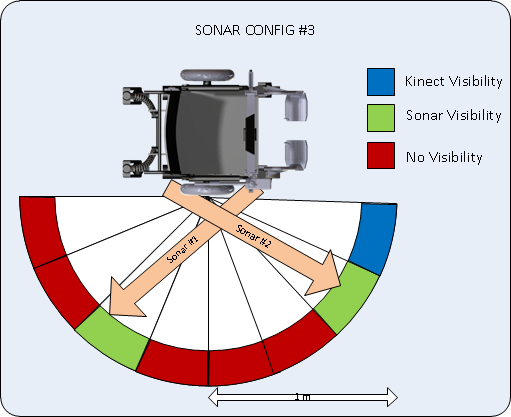 SONAR CONFIG #3
Kinect Visibility
Sonar Visibility
No Visibility
Sonar #1
Sonar #2
1 m